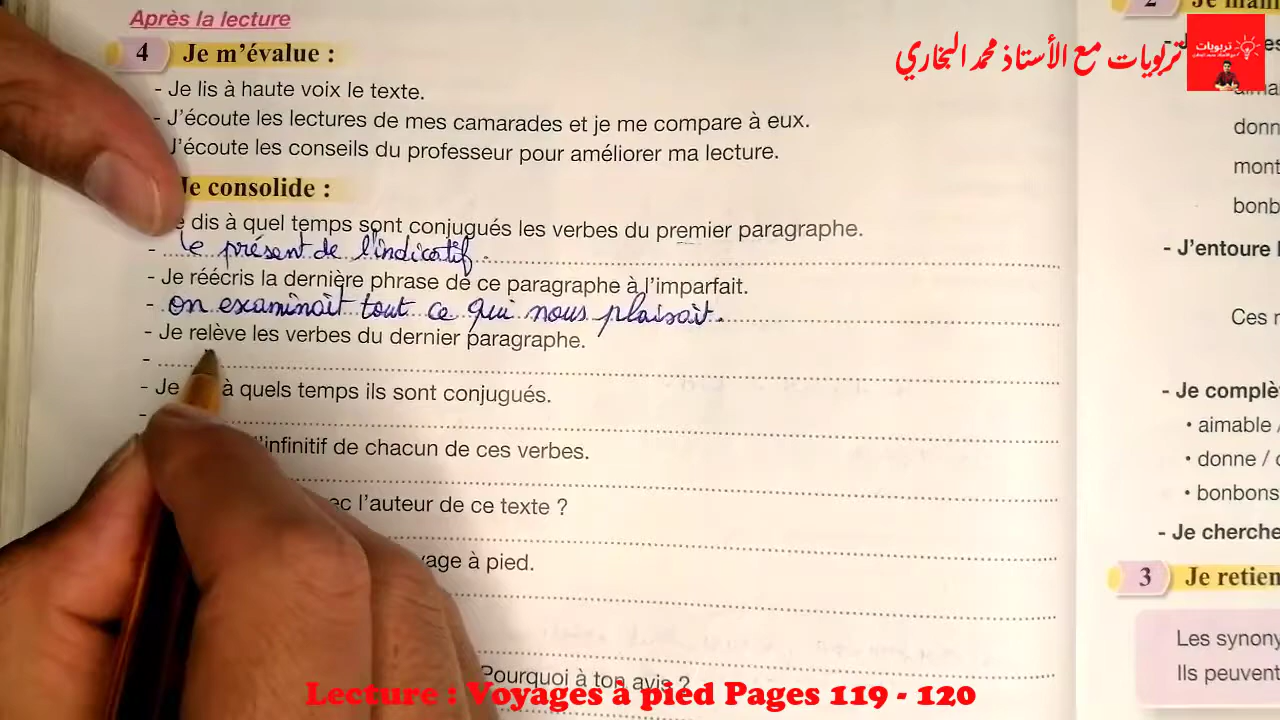 Après la lecture
4 Je m'évalue :
- Je lis à haute voix le texte.
- J'écoute les lectures de mes camarades et je me compare à eux.
J'écoute les conseils du professeur pour améliorer ma lecture.
Je consolide :
dis à quel temps sont conjugués les verbes du premier paragraphe.
- le présent de l'indicatif.
- Je réécris la dernière phrase de ce paragraphe à l'imparfait.
- on examinait tout ce qui nous plaisait.
- Je relève les verbes du dernier paragraphe.
-
- Je à quels temps ils sont conjugués.
-
l'infinitif de chacun de ces verbes.
l'auteur de ce texte ?
à pied.
Pourquoi à ton avis ?
2
donn
mont
bonb
- J'entoure
Ces
- Je complè
• aimable /
• donne /
• bonbons
- Je cherche
3 Je retien
Les synony
Ils peuvent
تربويات مع الأستاذ محمد البخاري
تربويات
Lecture : Voyages à pied Pages 119 - 120